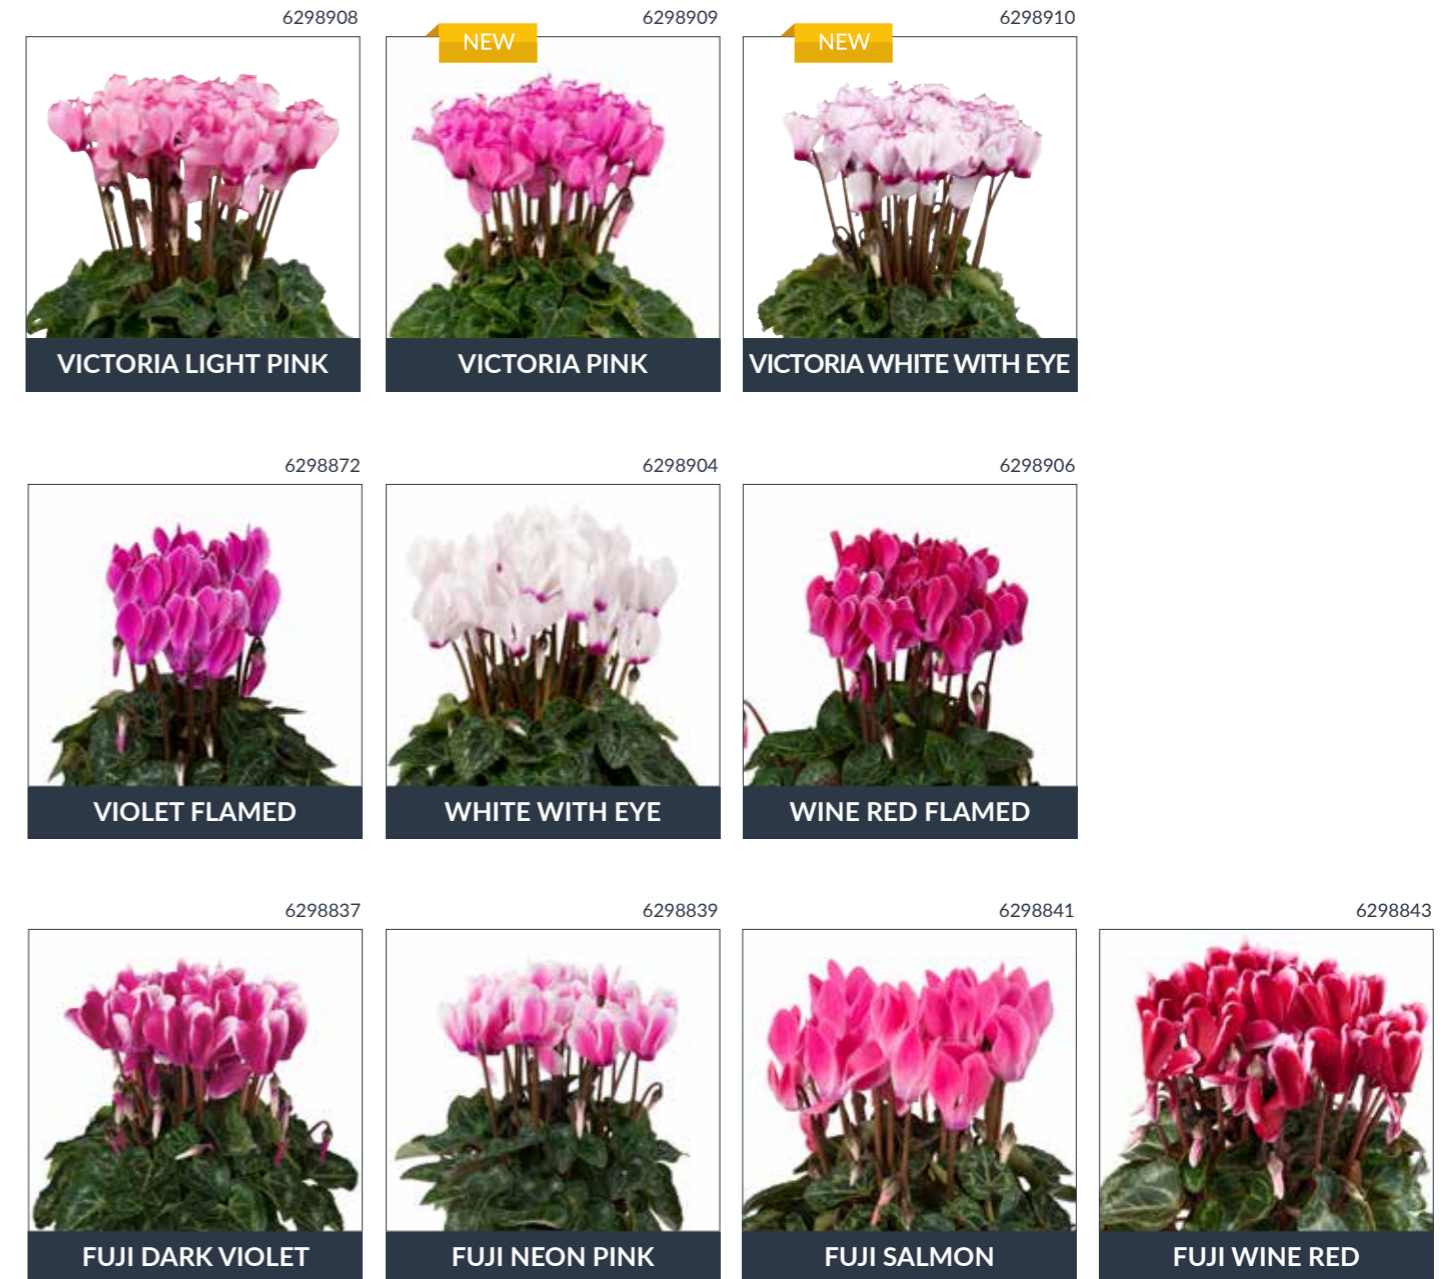 6298908
6298909
6298910
NEW
NEW
VICTORIA LIGHT PINK
VICTORIA PINK
VICTORIA WHITE WITH EYE
6298872
6298904
6298906
VIOLET FLAMED
WHITE WITH EYE
WINE RED FLAMED
6298837
6298839
6298841
6298843
FUJI DARK VIOLET
FUJI NEON PINK
FUJI SALMON
FUJI WINE RED